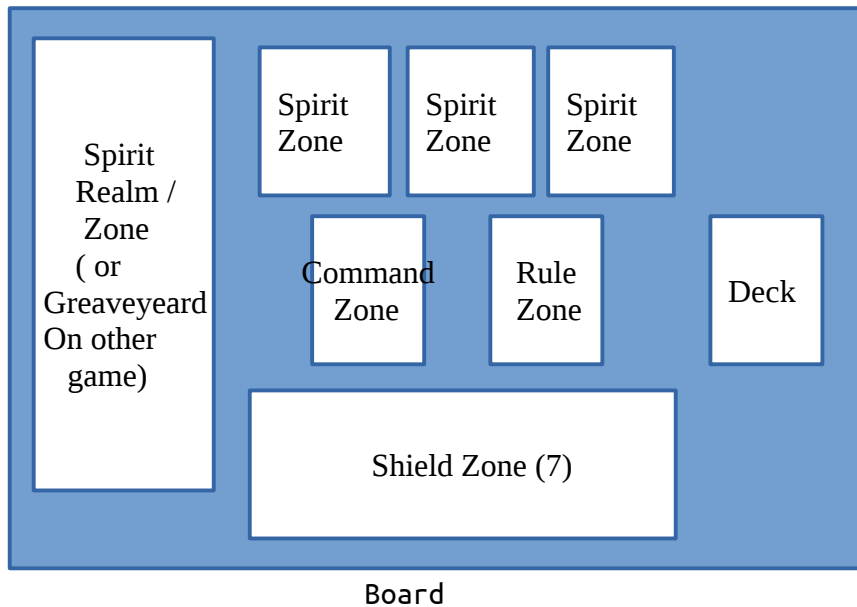 Spirit
Realm /
Zone
( or
Greaveyeard
On other
game)
Spirit
Zone
Spirit
Zone
Spirit
Zone
Command
Zone
Rule
Zone
Deck
Shield Zone (7)
Board